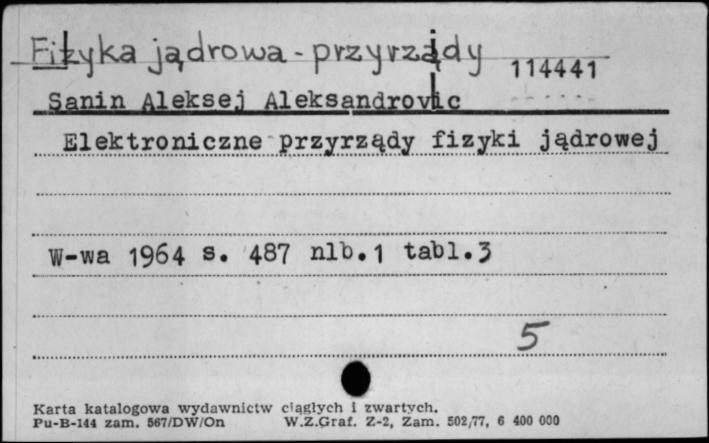 Fizyka jądrowa - przyrządy 114441
Sanin Aleksej Aleksandrovic
Elektroniczne przyrządy fizyki jądrowej
W-wa 1964 s. 487 nlb.1 tabl.3
5
Karta katalogowa wydawnictw ciągłych i zwartych.
Pu-B-144 zam. 567/DW/On W.Z.Graf. Z-2, Zam. 502/77, 6 400 000